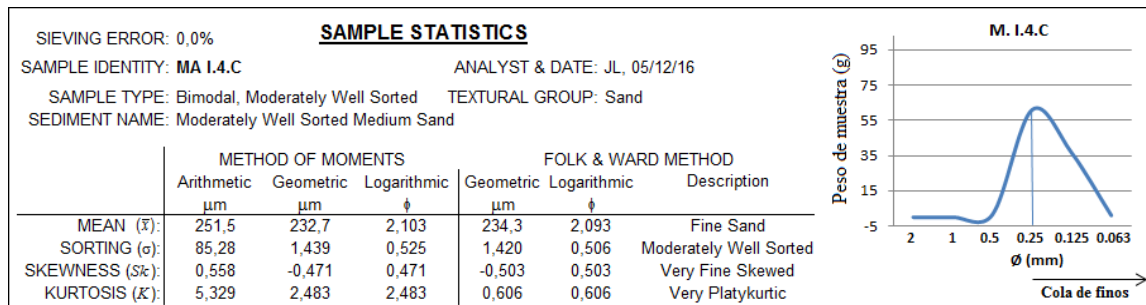 SIEVING ERROR: 0,0% SAMPLE STATISTICS
SAMPLE IDENTITY: MA I.4.C ANALYST & DATE: JL, 05/12/16
SAMPLE TYPE: Bimodal, Moderately Well Sorted TEXTURAL GROUP: Sand
SEDIMENT NAME: Moderately Well Sorted Medium Sand
METHOD OF MOMENTS FOLK & WARD METHOD
Arithmetic Geometric Logarithmic Geometric Logarithmic Description
μm μm ϕ μm ϕ
MEAN (x̄): 251,5 232,7 2,103 234,3 2,093 Fine Sand
SORTING (σ): 85,28 1,439 0,525 1,420 0,506 Moderately Well Sorted
SKEWNESS (Sk): 0,558 -0,471 0,471 -0,503 0,503 Very Fine Skewed
KURTOSIS (K): 5,329 2,483 2,483 0,606 0,606 Very Platykurtic
M. I.4.C
Peso de muestra (g)
95
75
55
35
15
-5
2 1 0.5 0.25 0.125 0.063
Ø (mm)
Cola de finos